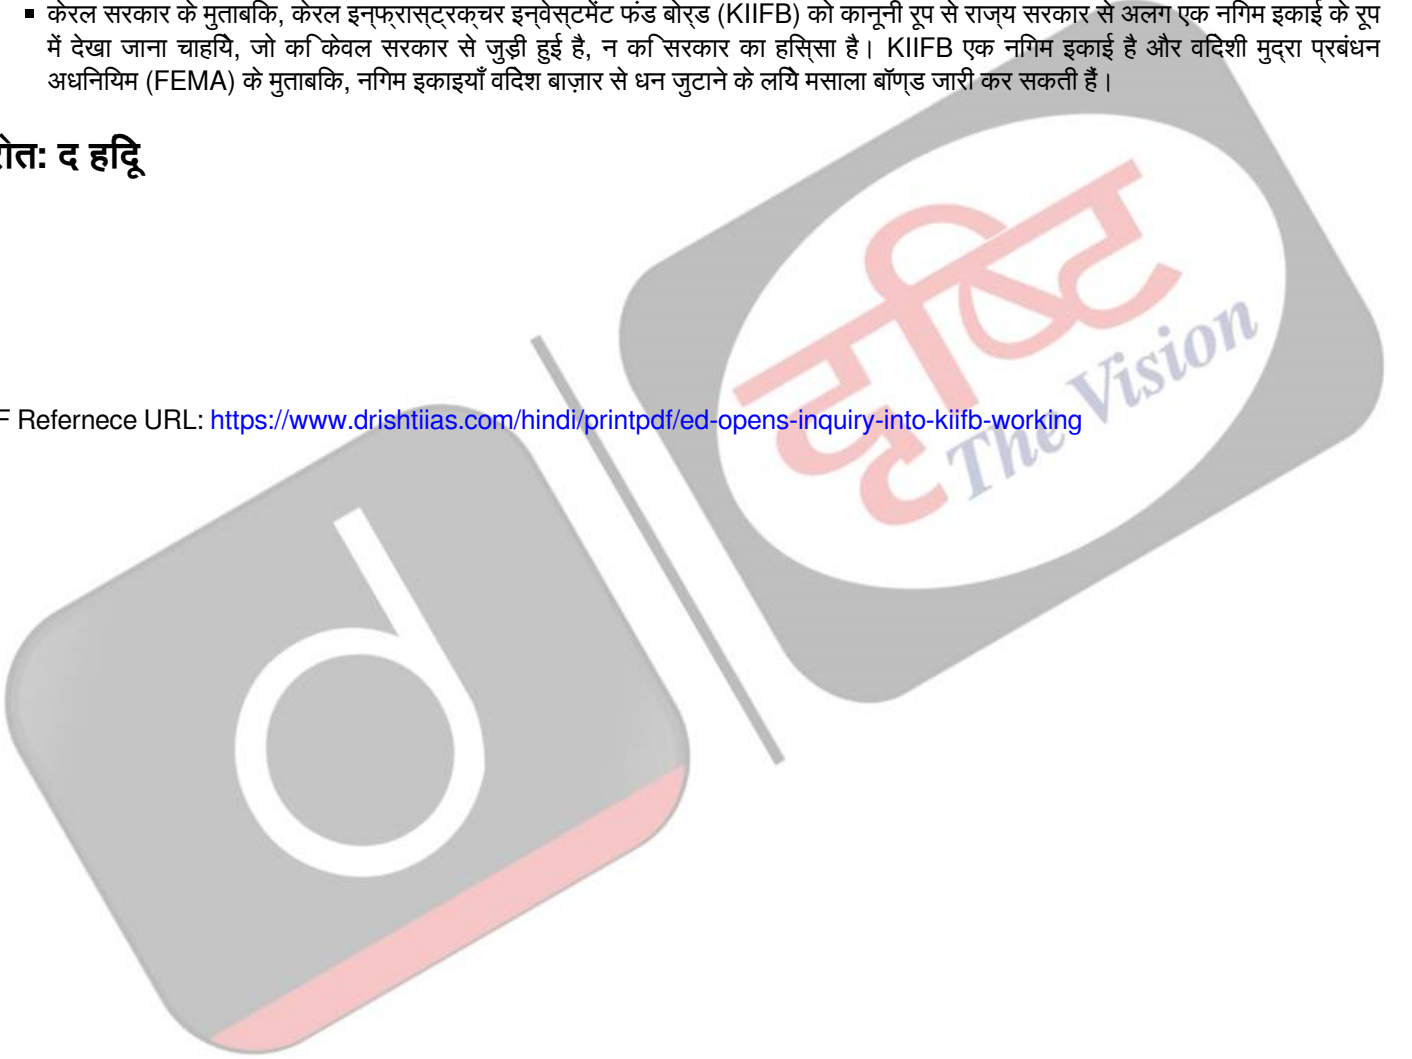 ▪ केरल सरकार के मुताबिक, केरल इन्फ्रास्ट्रक्चर इन्वेस्टमेंट फंड बोर्ड (KIIFB) को कानूनी रूप से राज्य सरकार से अलग एक निगम इकाई के रूप
में देखा जाना चाहिये, जो कि केवल सरकार से जुड़ी हुई है, न कि सरकार का हिस्सा है। KIIFB एक निगम इकाई है और विदेशी मुद्रा प्रबंधन
अधिनियम (FEMA) के मुताबिक, निगम इकाइयाँ विदेश बाज़ार से धन जुटाने के लिये मसाला बॉण्ड जारी कर सकती हैं।
रोत: द हिंदू
F Refernece URL: https://www.drishtiias.com/hindi/printpdf/ed-opens-inquiry-into-kiifb-working
दृष्टि
The Vision
d